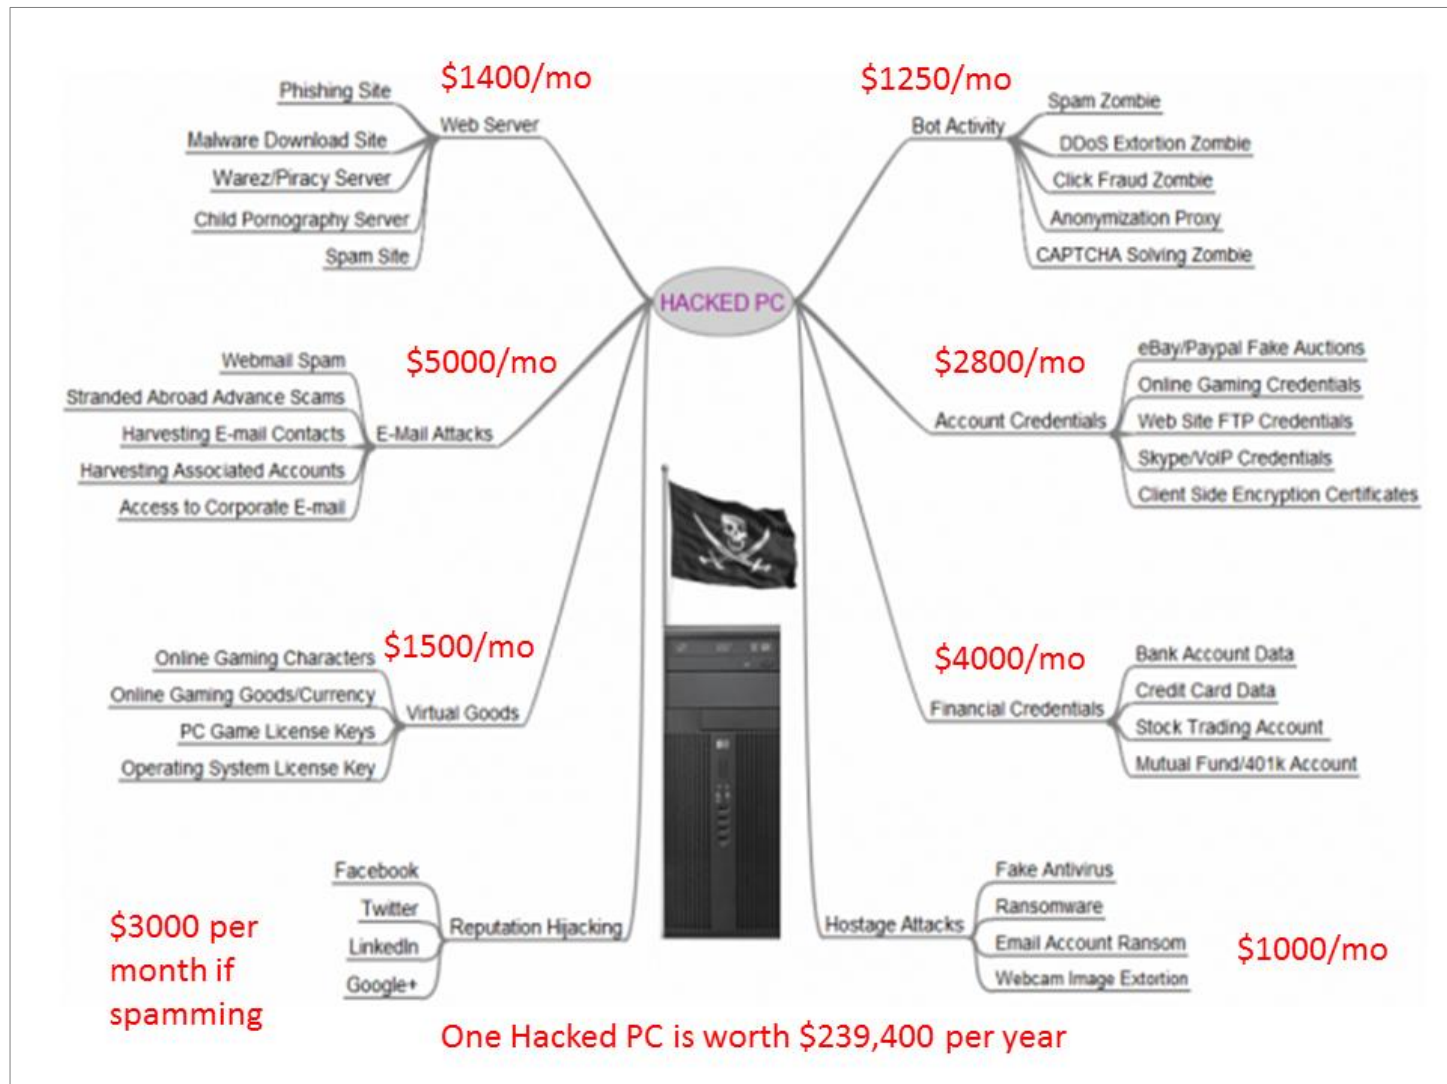 $1400/mo
Phishing Site
Malware Download Site
Warez/Piracy Server
Child Pornography Server
Spam Site
Web Server
$1250/mo
Bot Activity
Spam Zombie
DDoS Extortion Zombie
Click Fraud Zombie
Anonymization Proxy
CAPTCHA Solving Zombie
HACKED PC
$5000/mo
Webmail Spam
Stranded Abroad Advance Scams
Harvesting E-mail Contacts
Harvesting Associated Accounts
Access to Corporate E-mail
E-Mail Attacks
$2800/mo
Account Credentials
eBay/Paypal Fake Auctions
Online Gaming Credentials
Web Site FTP Credentials
Skype/VoIP Credentials
Client Side Encryption Certificates
$1500/mo
Online Gaming Characters
Online Gaming Goods/Currency
PC Game License Keys
Operating System License Key
Virtual Goods
$4000/mo
Financial Credentials
Bank Account Data
Credit Card Data
Stock Trading Account
Mutual Fund/401k Account
Facebook
Twitter
LinkedIn
Google+
Reputation Hijacking
$3000 per
month if
spamming
Hostage Attacks
Fake Antivirus
Ransomware
Email Account Ransom
Webcam Image Extortion
$1000/mo
One Hacked PC is worth $239,400 per year